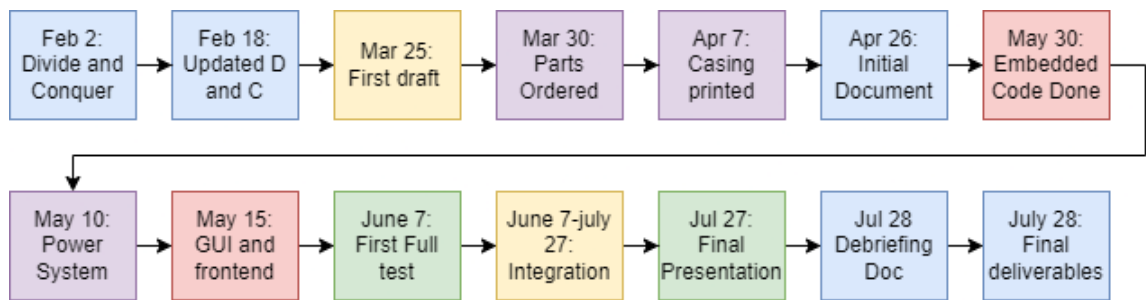 Feb 2:
Divide and
Conquer
Feb 18:
Updated D
and C
Mar 25:
First draft
Mar 30:
Parts
Ordered
Apr 7:
Casing
printed
Apr 26:
Initial
Document
May 30:
Embedded
Code Done
May 10:
Power
System
May 15:
GUI and
frontend
June 7:
First Full
test
June 7-july
27:
Integration
Jul 27:
Final
Presentation
Jul 28
Debriefing
Doc
July 28:
Final
deliverables